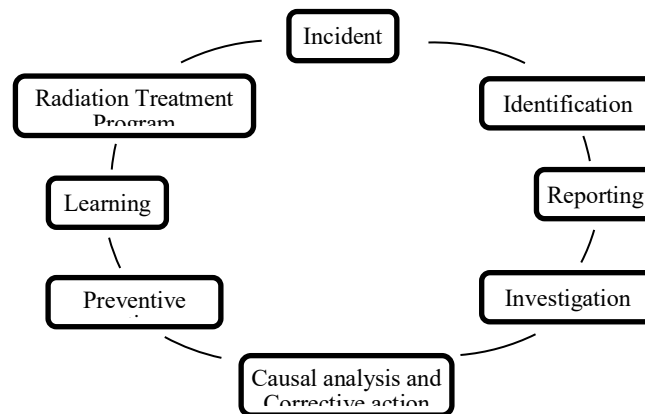 Incident
Identification
Reporting
Investigation
Causal analysis and
Corrective action
Preventive
Learning
Radiation Treatment
Program